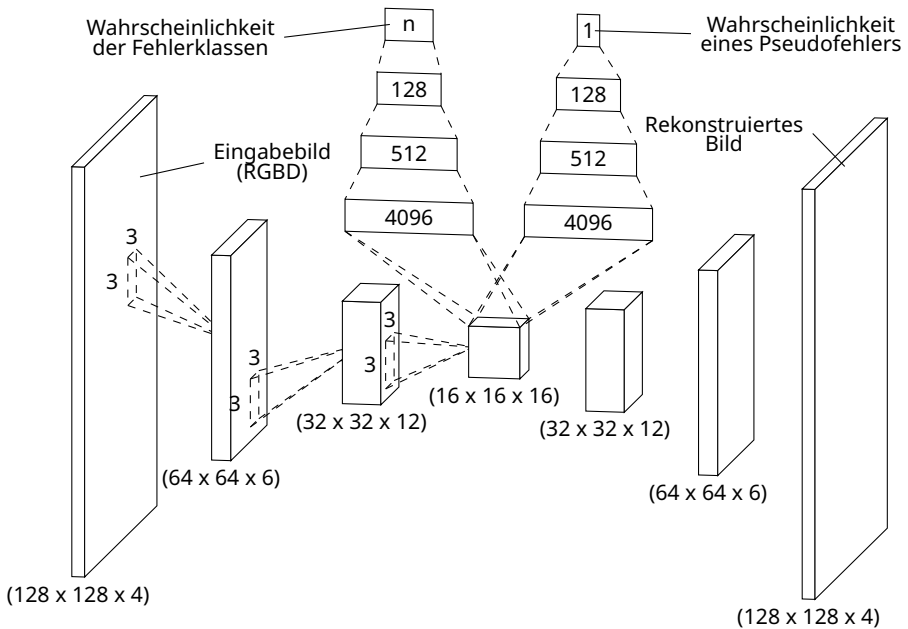 Wahrscheinlichkeit
der Fehlerklassen
n
1
Wahrscheinlichkeit
eines Pseudofehlers
128
128
Rekonstruiertes
Bild
Eingabebild
(RGBD)
512
512
4096
4096
3
3
3
3
3
3
(16 x 16 x 16)
(32 x 32 x 12)
(32 x 32 x 12)
(64 x 64 x 6)
(64 x 64 x 6)
(128 x 128 x 4)
(128 x 128 x 4)